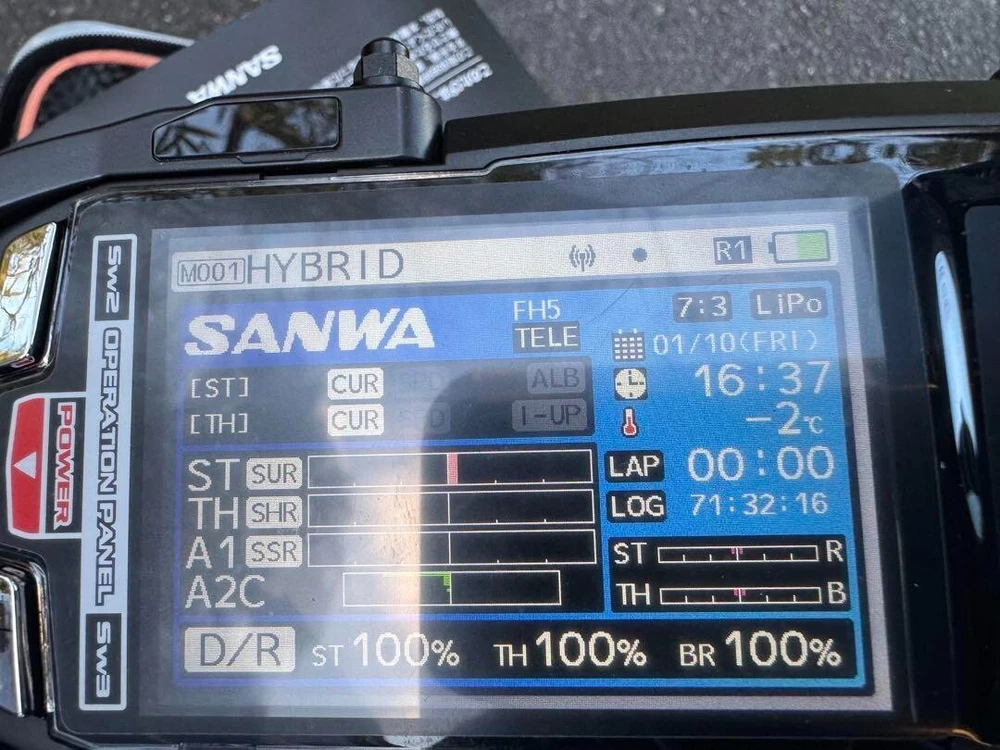 SANWA
M001 HYBRID R1
SANWA FH5 TELE 7:3 LiPo
01/10(FRI)
[ST] CUR SPD ALB 16:37
[TH] CUR SPD I-UP -2℃
ST SUR LAP 00:00
TH SHR LOG 71:32:16
A1 SSR ST R
A2C TH B
D/R ST 100% TH 100% BR 100%
SW2 OPERATION PANEL SW3
POWER